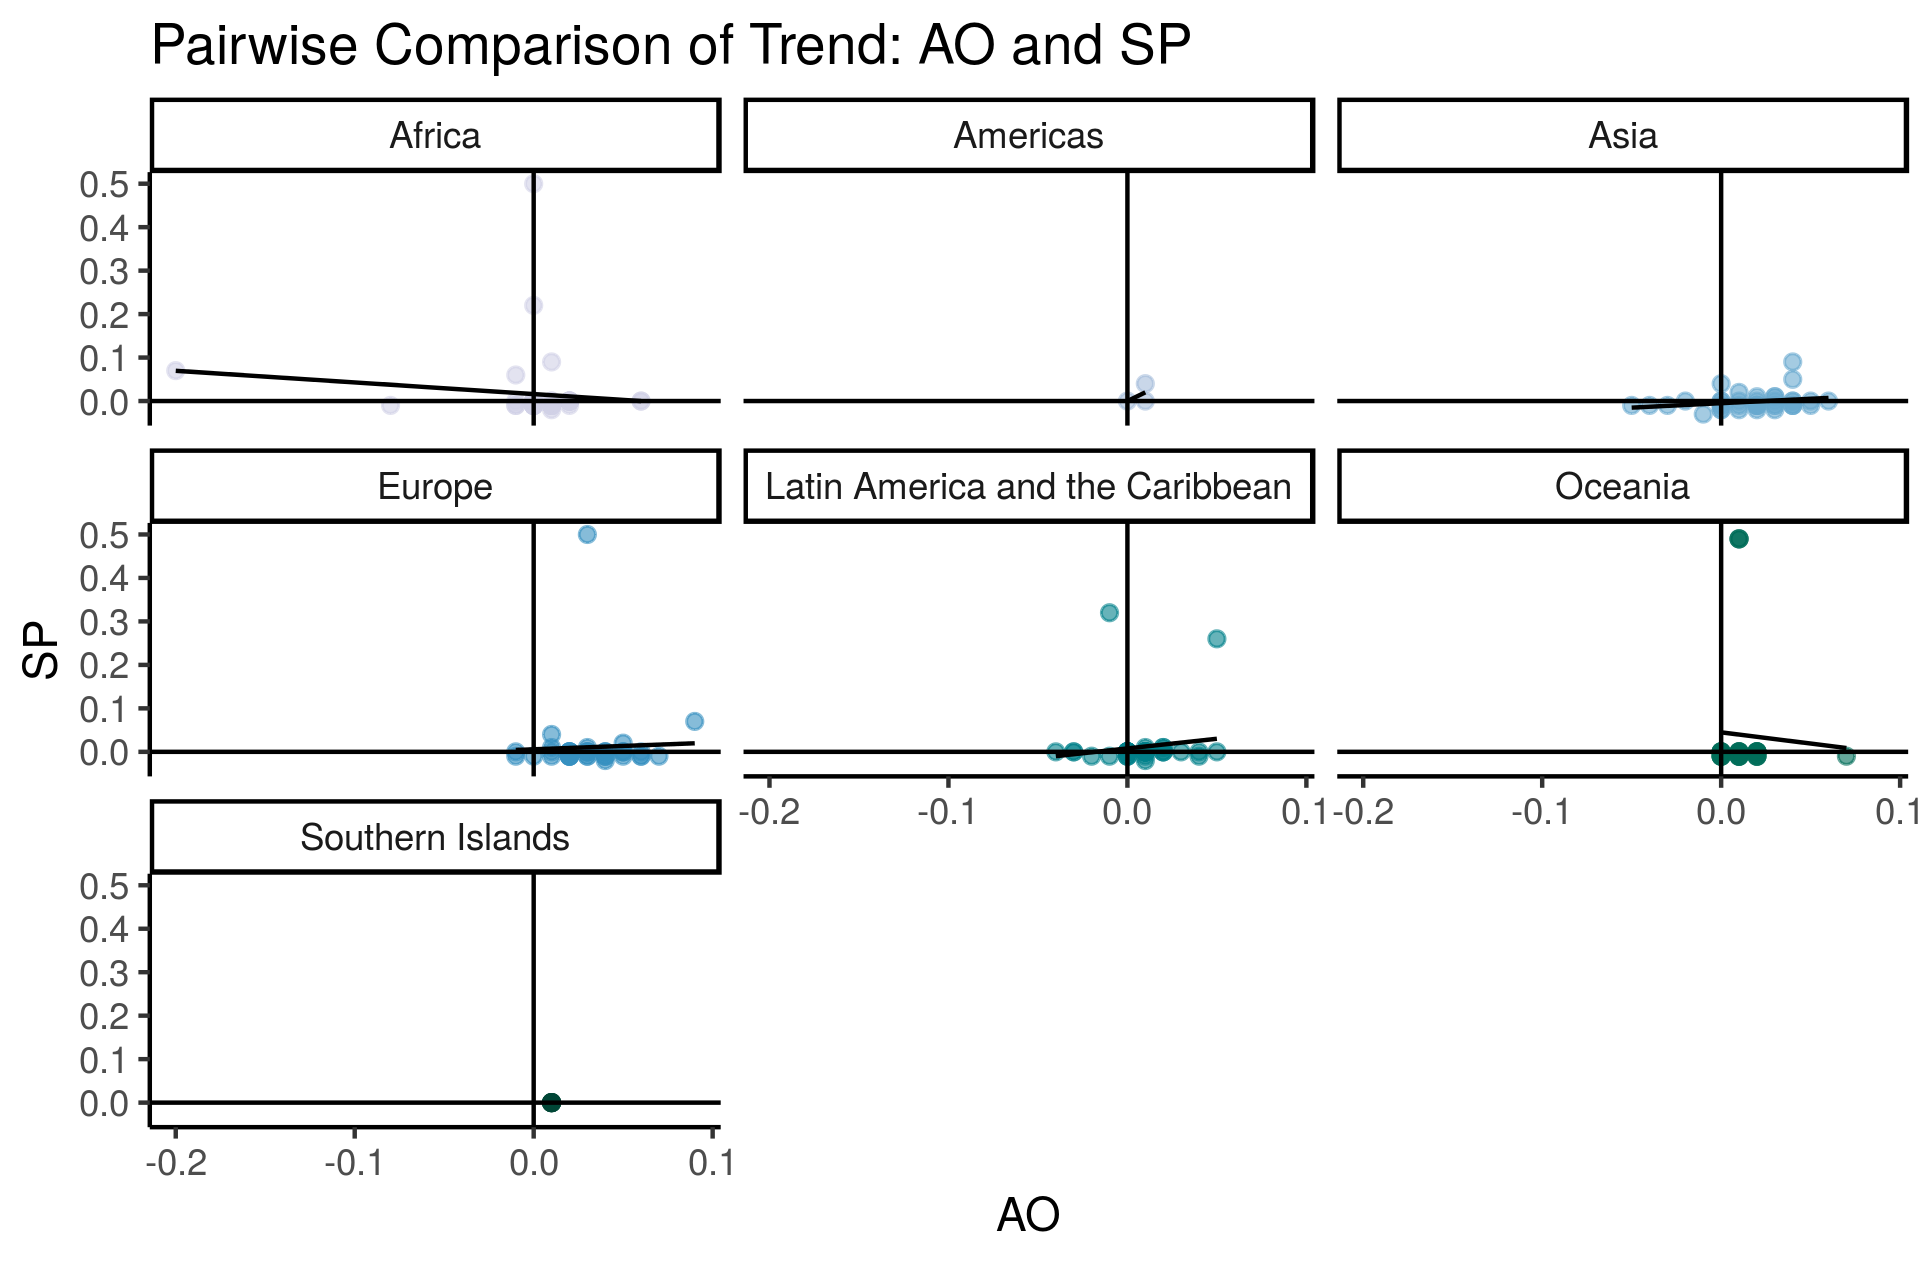 Pairwise Comparison of Trend: AO and SP
Africa
Americas
Asia
0.5
0.4
0.3
0.2
0.1
0.0
Europe
Latin America and the Caribbean
Oceania
0.5
0.4
0.3
0.2
0.1
0.0
SP
-0.2 -0.1 0.0 0.1
-0.2 -0.1 0.0 0.1
Southern Islands
0.5
0.4
0.3
0.2
0.1
0.0
-0.2 -0.1 0.0 0.1
AO